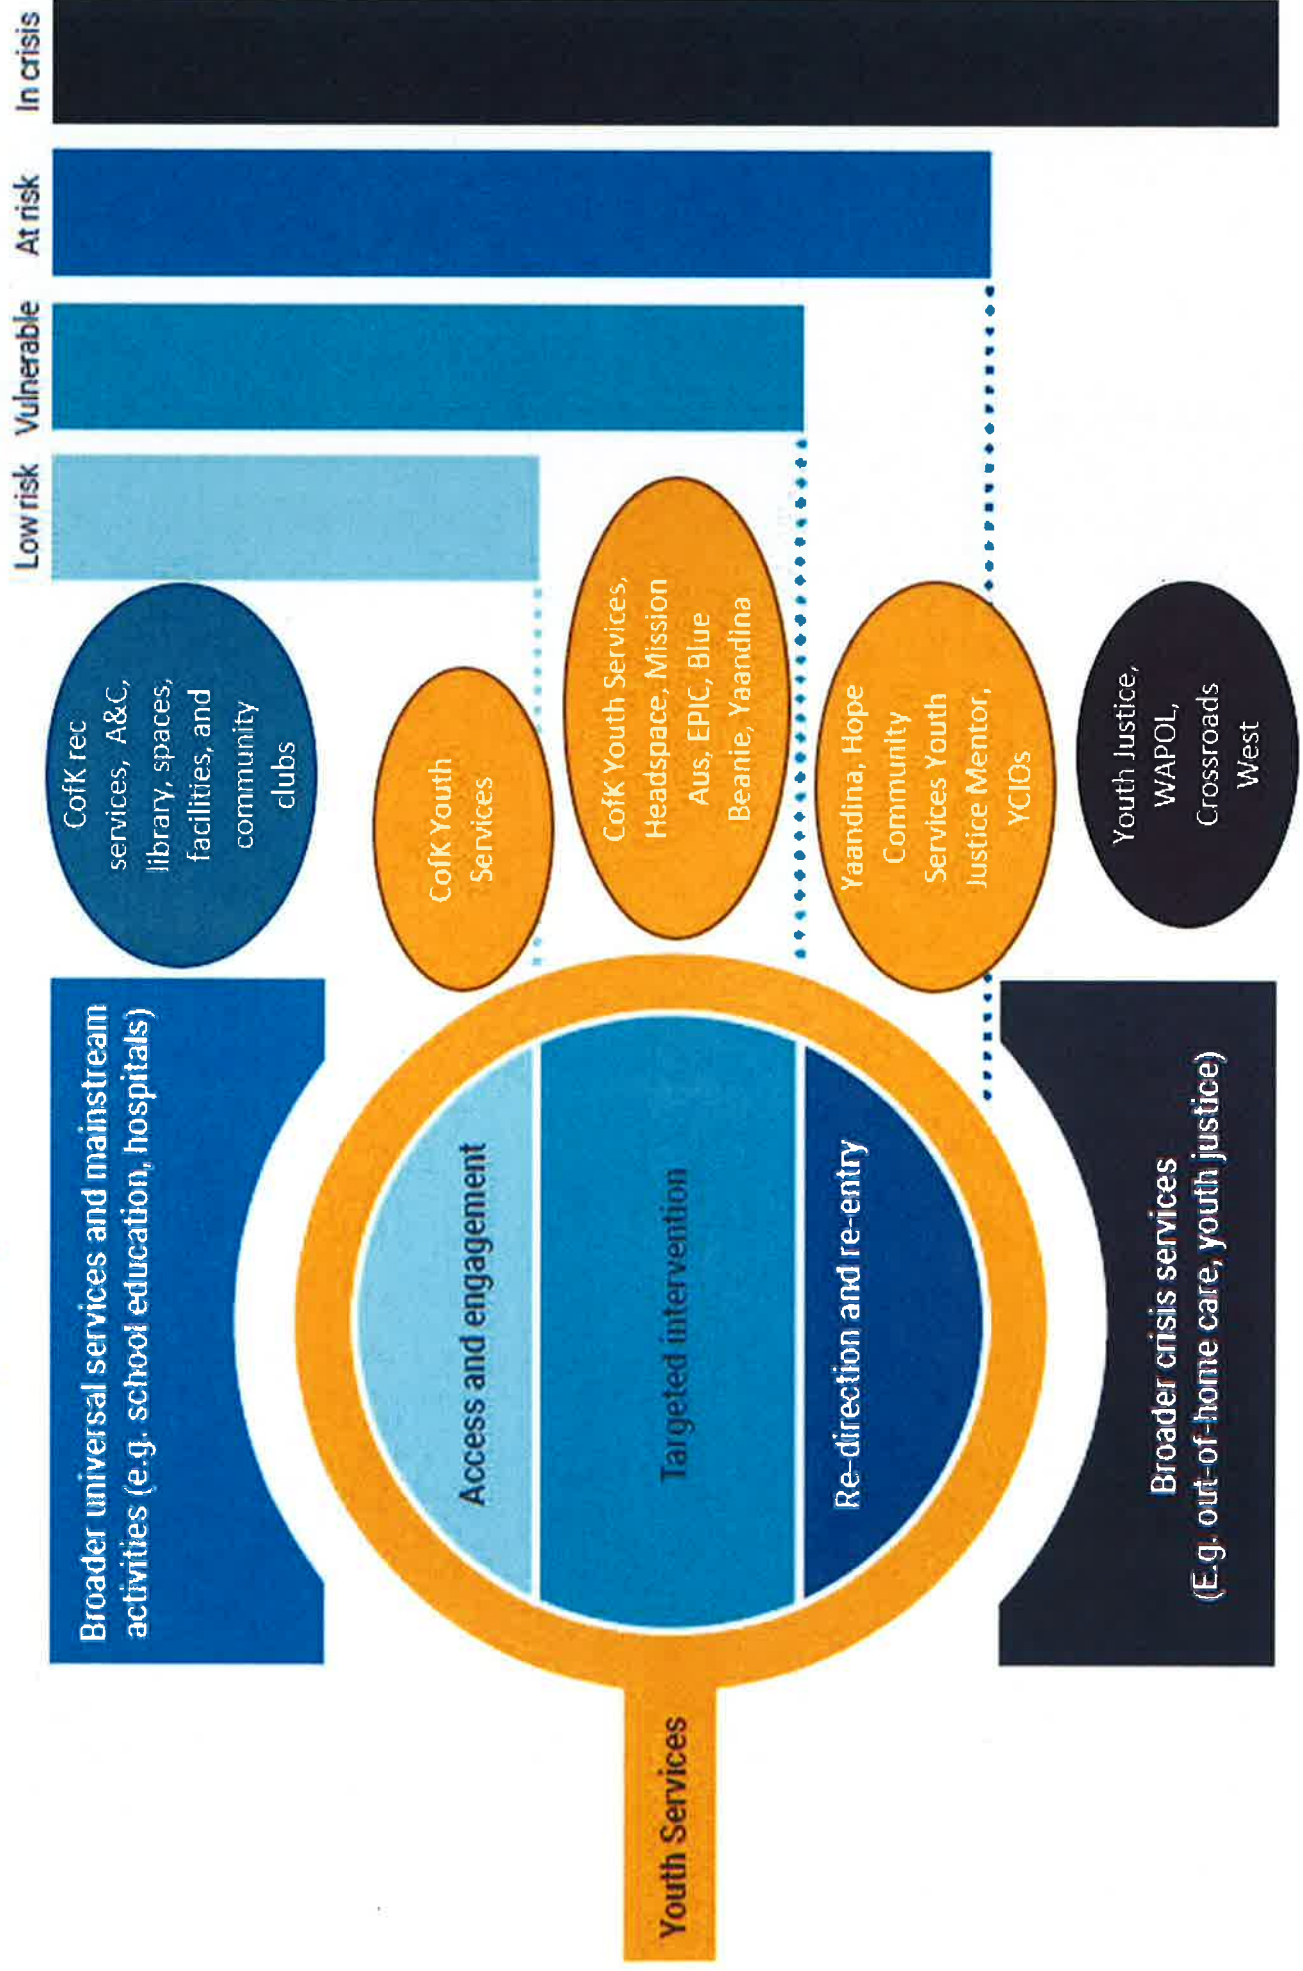 Youth Services
Broader universal services and mainstream
activities (e.g. school education, hospitals)
Access and engagement
Targeted intervention
Re-direction and re-entry
Broader crisis services
(E.g. out-of-home care, youth justice)
CofK rec
services, A&C,
library, spaces,
facilities, and
community
clubs
CofK Youth
Services
CofK Youth Services,
Headspace, Mission
Aus, EPIC, Blue
Beanie, Yaandina
Yaandina, Hope
Community
Services Youth
Justice Mentor,
YCIOs
Youth Justice,
WAPOL,
Crossroads
West
Low risk
Vulnerable
At risk
In crisis